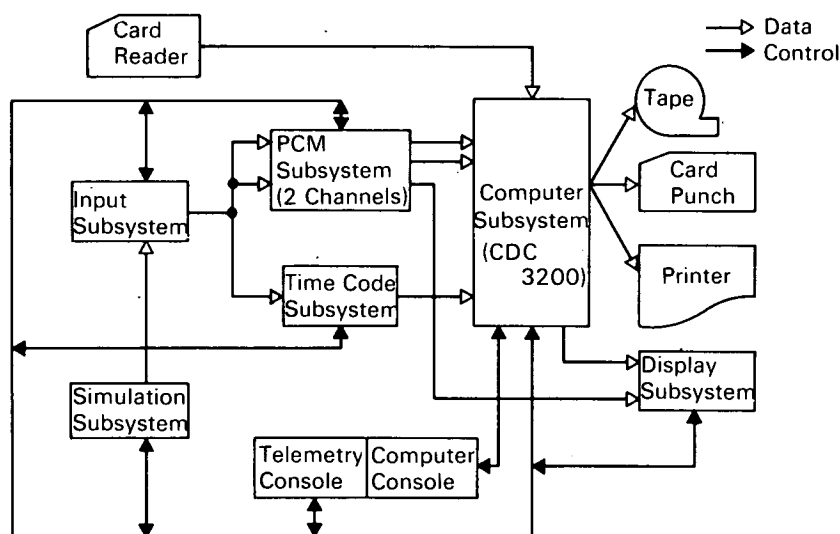 Card
Reader
Data
Control
Tape
PCM
Subsystem
(2 Channels)
Card
Punch
Input
Subsystem
Computer
Subsystem
(CDC
3200)
Time Code
Subsystem
Printer
Display
Subsystem
Simulation
Subsystem
Telemetry
Console
Computer
Console